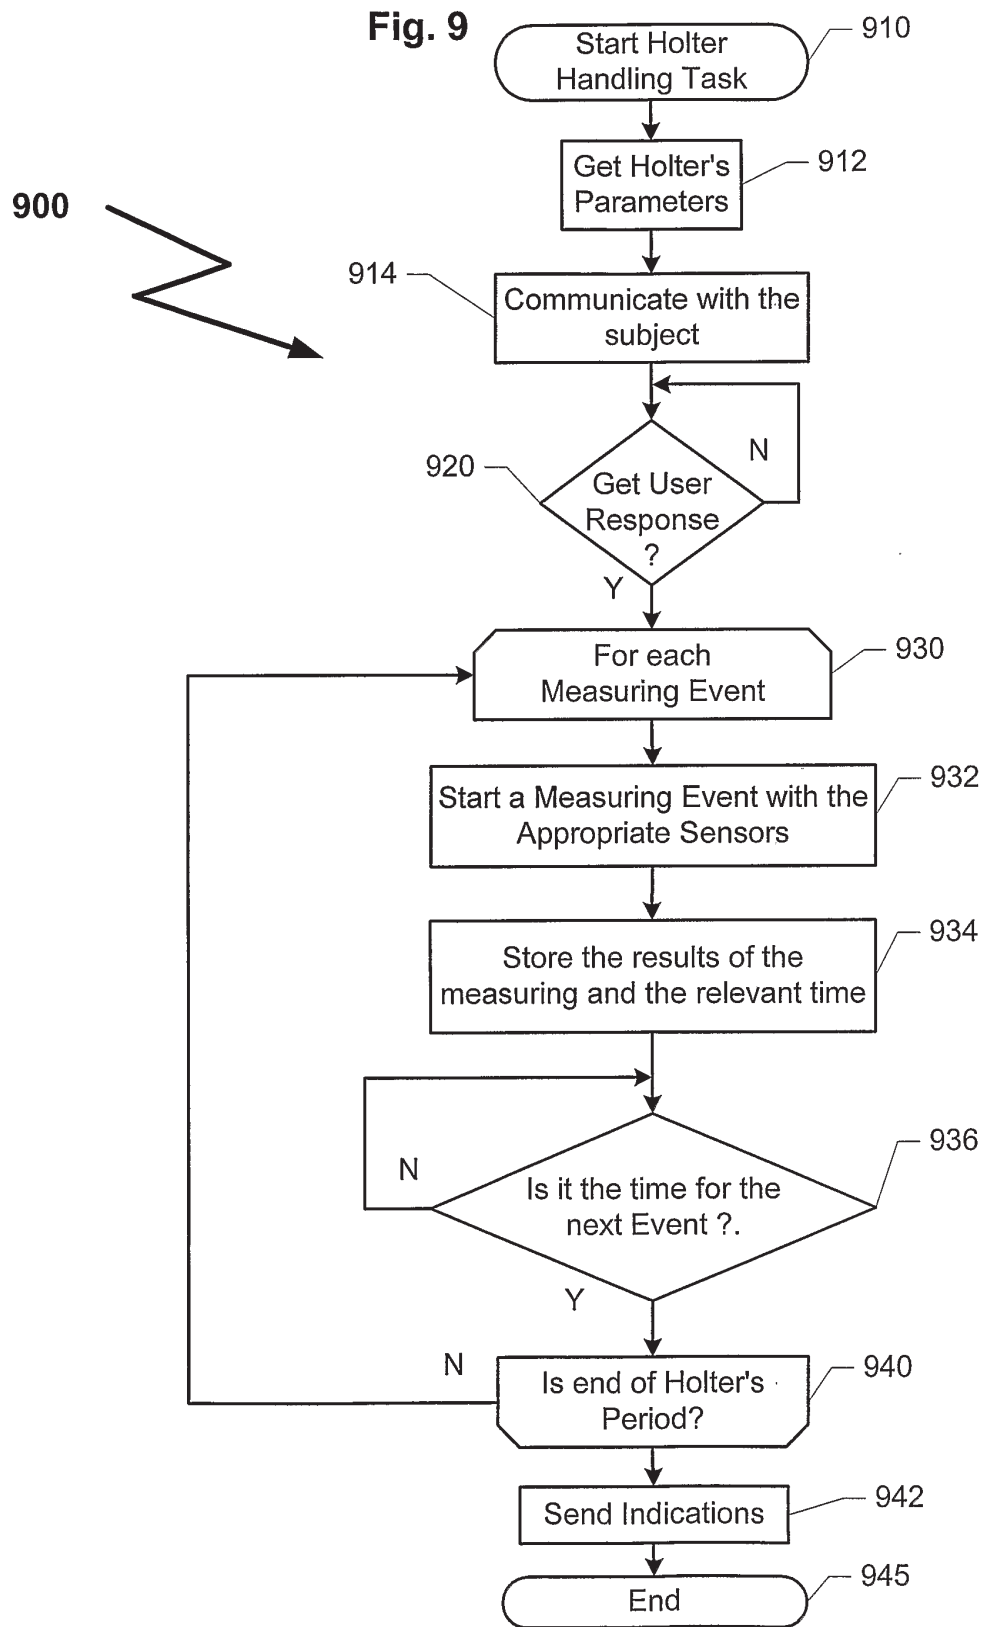 Fig. 9
Start Holter
Handling Task
910
Get Holter's
Parameters
912
900
914
Communicate with the
subject
920
N
Get User
Response
?
Y
For each
Measuring Event
930
Start a Measuring Event with the
Appropriate Sensors
932
Store the results of the
measuring and the relevant time
934
N
Is it the time for the
next Event ?.
936
Y
N
Is end of Holter's
Period?
940
Send Indications
942
End
945